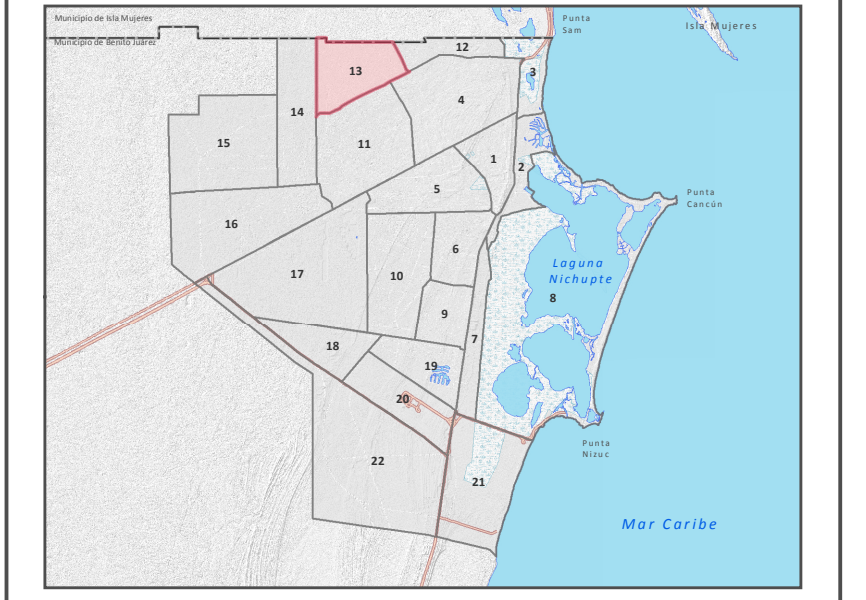 Municipio de Isla Mujeres
Municipio de Benito Juárez
Punta
Sam
Isla Mujeres
12
13
3
4
14
15
11
1
2
5
Punta
Cancún
16
6
17
10
Laguna
Nichupte
8
9
7
18
19
20
Punta
Nizuc
22
21
Mar Caribe